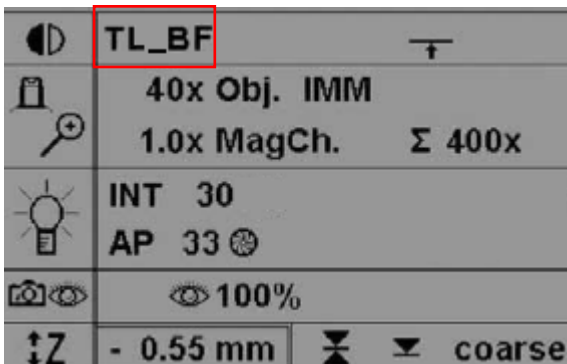 TL_BF
40x Obj. IMM
1.0x MagCh. Σ 400x
INT 30
AP 33
100%
Z - 0.55 mm coarse